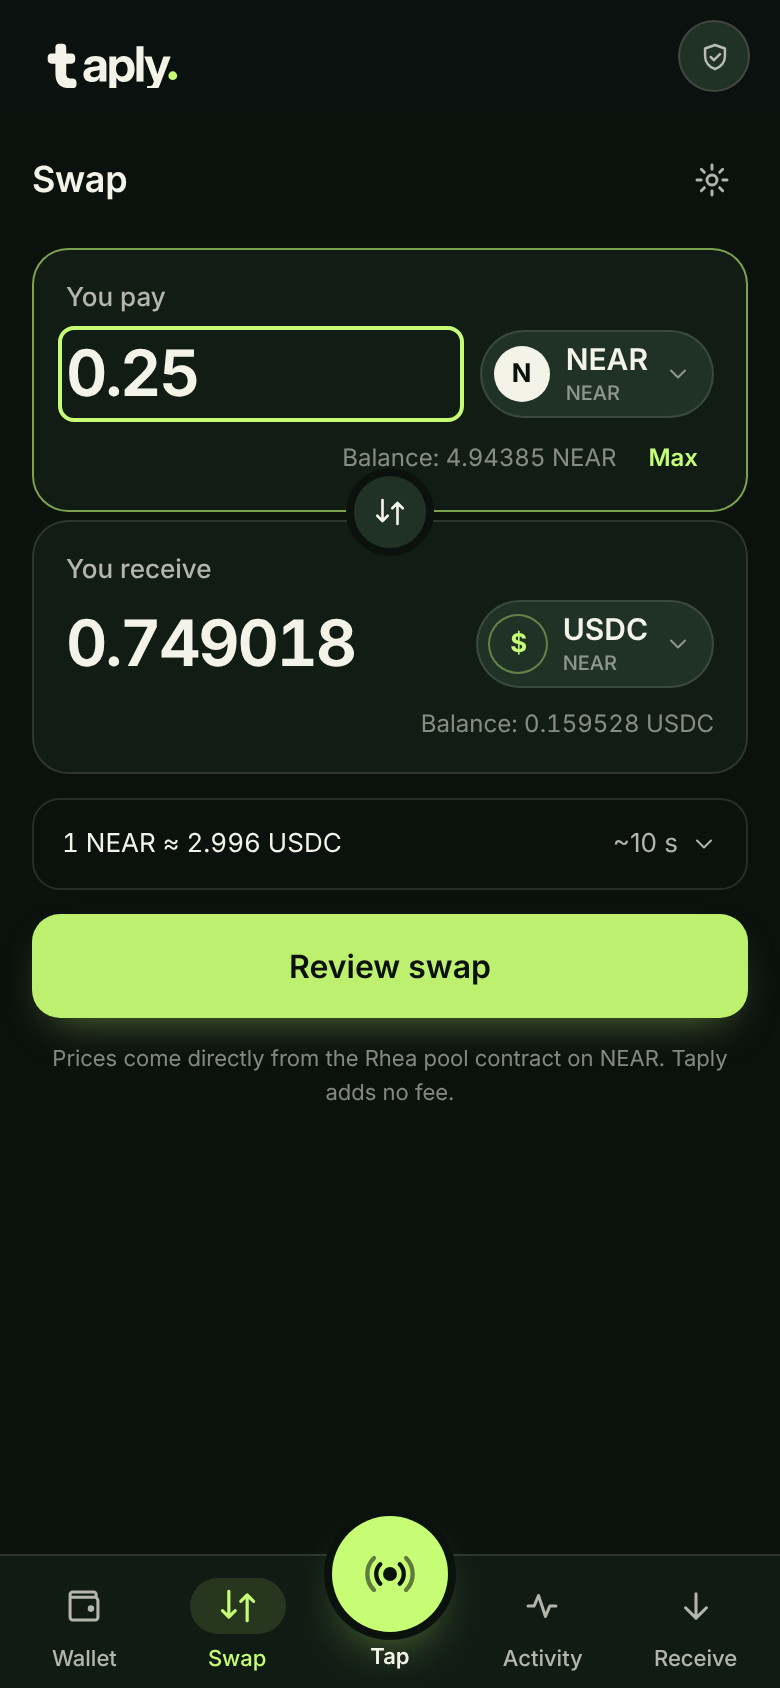 taply.
Swap
You pay
0.25
N
NEAR
NEAR
Balance: 4.94385 NEAR Max
You receive
0.749018
$
USDC
NEAR
Balance: 0.159528 USDC
1 NEAR ≈ 2.996 USDC
~10 s
Review swap
Prices come directly from the Rhea pool contract on NEAR. Taply
adds no fee.
Wallet
Swap
Tap
Activity
Receive